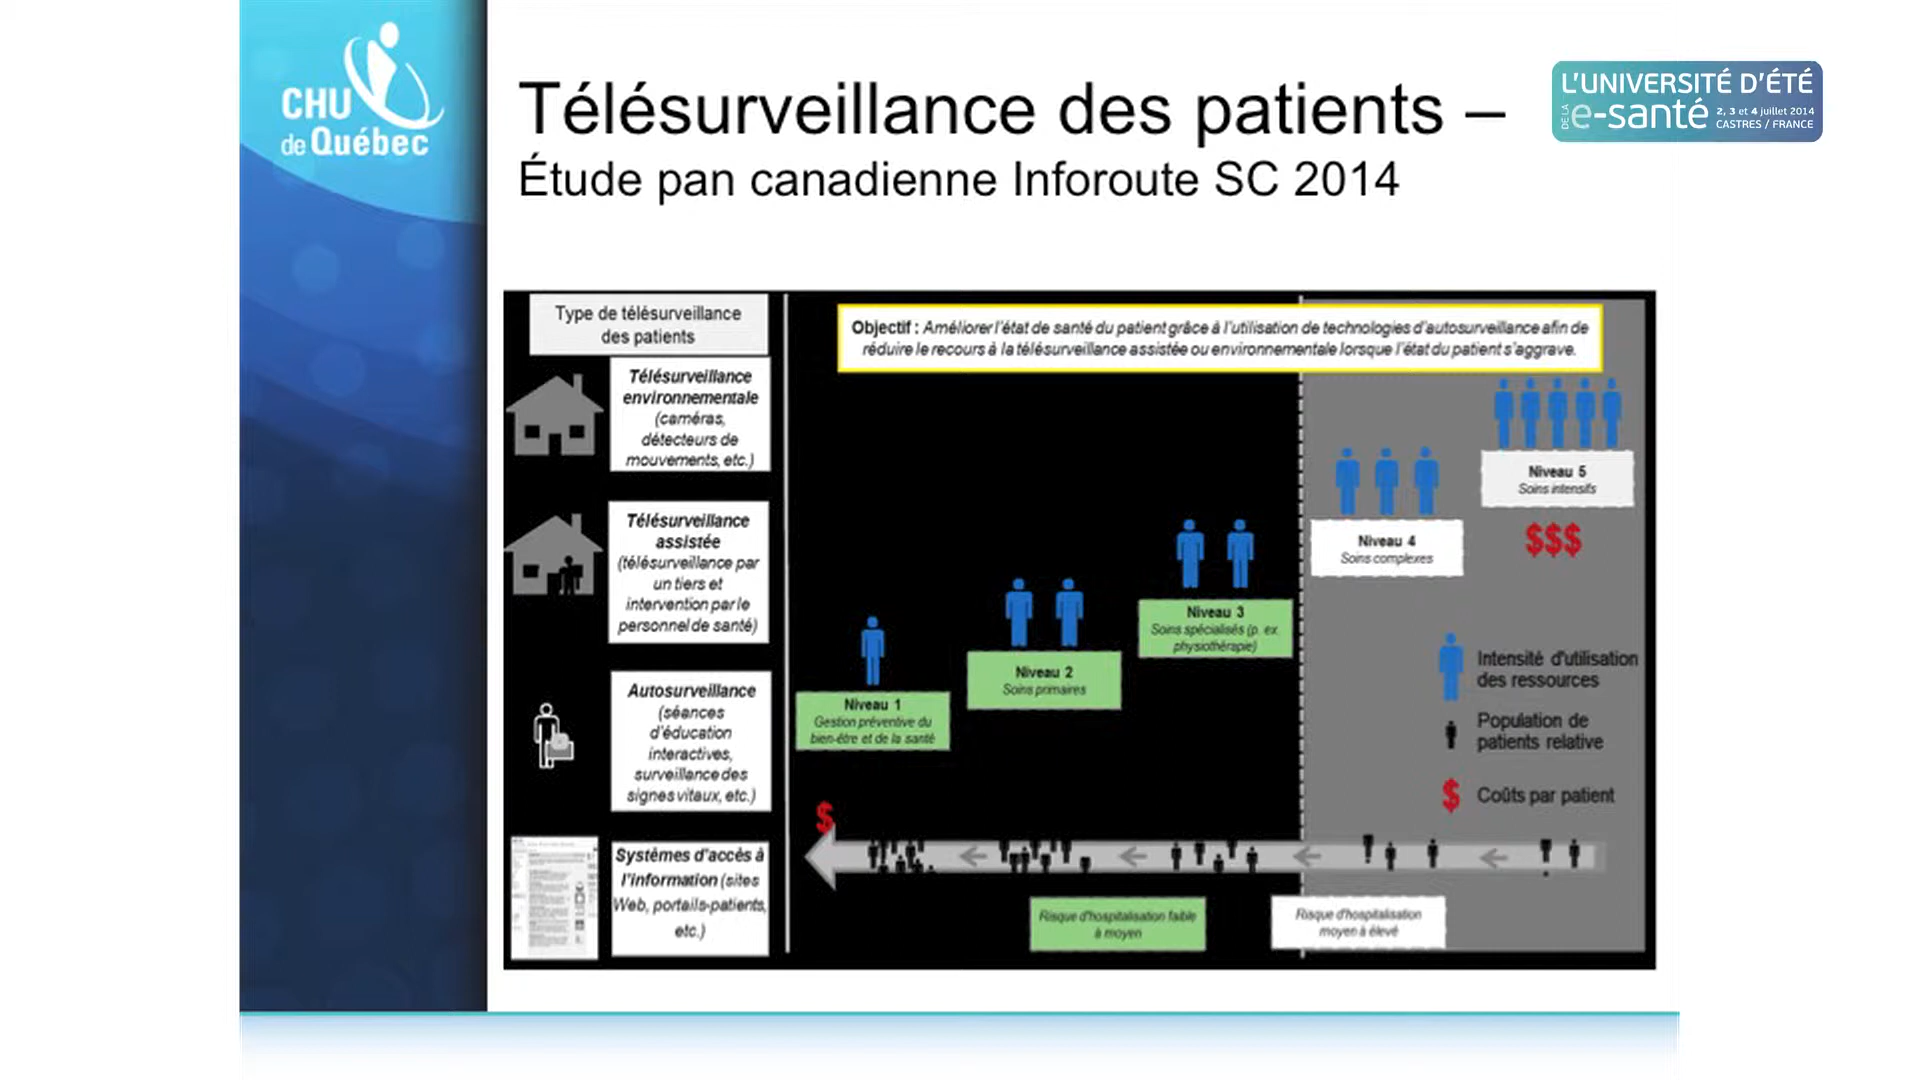 CHU
de Québec
Télésurveillance des patients –
Étude pan canadienne Inforoute SC 2014
L'UNIVERSITÉ D'ÉTÉ
DE LA e-santé 2, 3 et 4 juillet 2014
CASTRES / FRANCE
Type de télésurveillance
des patients
Objectif : Améliorer l'état de santé du patient grâce à l'utilisation de technologies d'autosurveillance afin de
réduire le recours à la télésurveillance assistée ou environnementale lorsque l'état du patient s'aggrave.
Télésurveillance
environnementale
(caméras,
détecteurs de
mouvements, etc.)
Télésurveillance
assistée
(télésurveillance par
un tiers et
intervention par le
personnel de santé)
Autosurveillance
(séances
d'éducation
interactives,
surveillance des
signes vitaux, etc.)
Systèmes d'accès à
l'information (sites
Web, portails-patients,
etc.)
Niveau 1
Gestion préventive du
bien-être et de la santé
Niveau 2
Soins primaires
Niveau 3
Soins spécialisés (p. ex.
physiothérapie)
Niveau 4
Soins complexes
Niveau 5
Soins intensifs
$$$
Intensité d'utilisation
des ressources
Population de
patients relative
$ Coûts par patient
$
Risque d'hospitalisation faible
à moyen
Risque d'hospitalisation
moyen à élevé